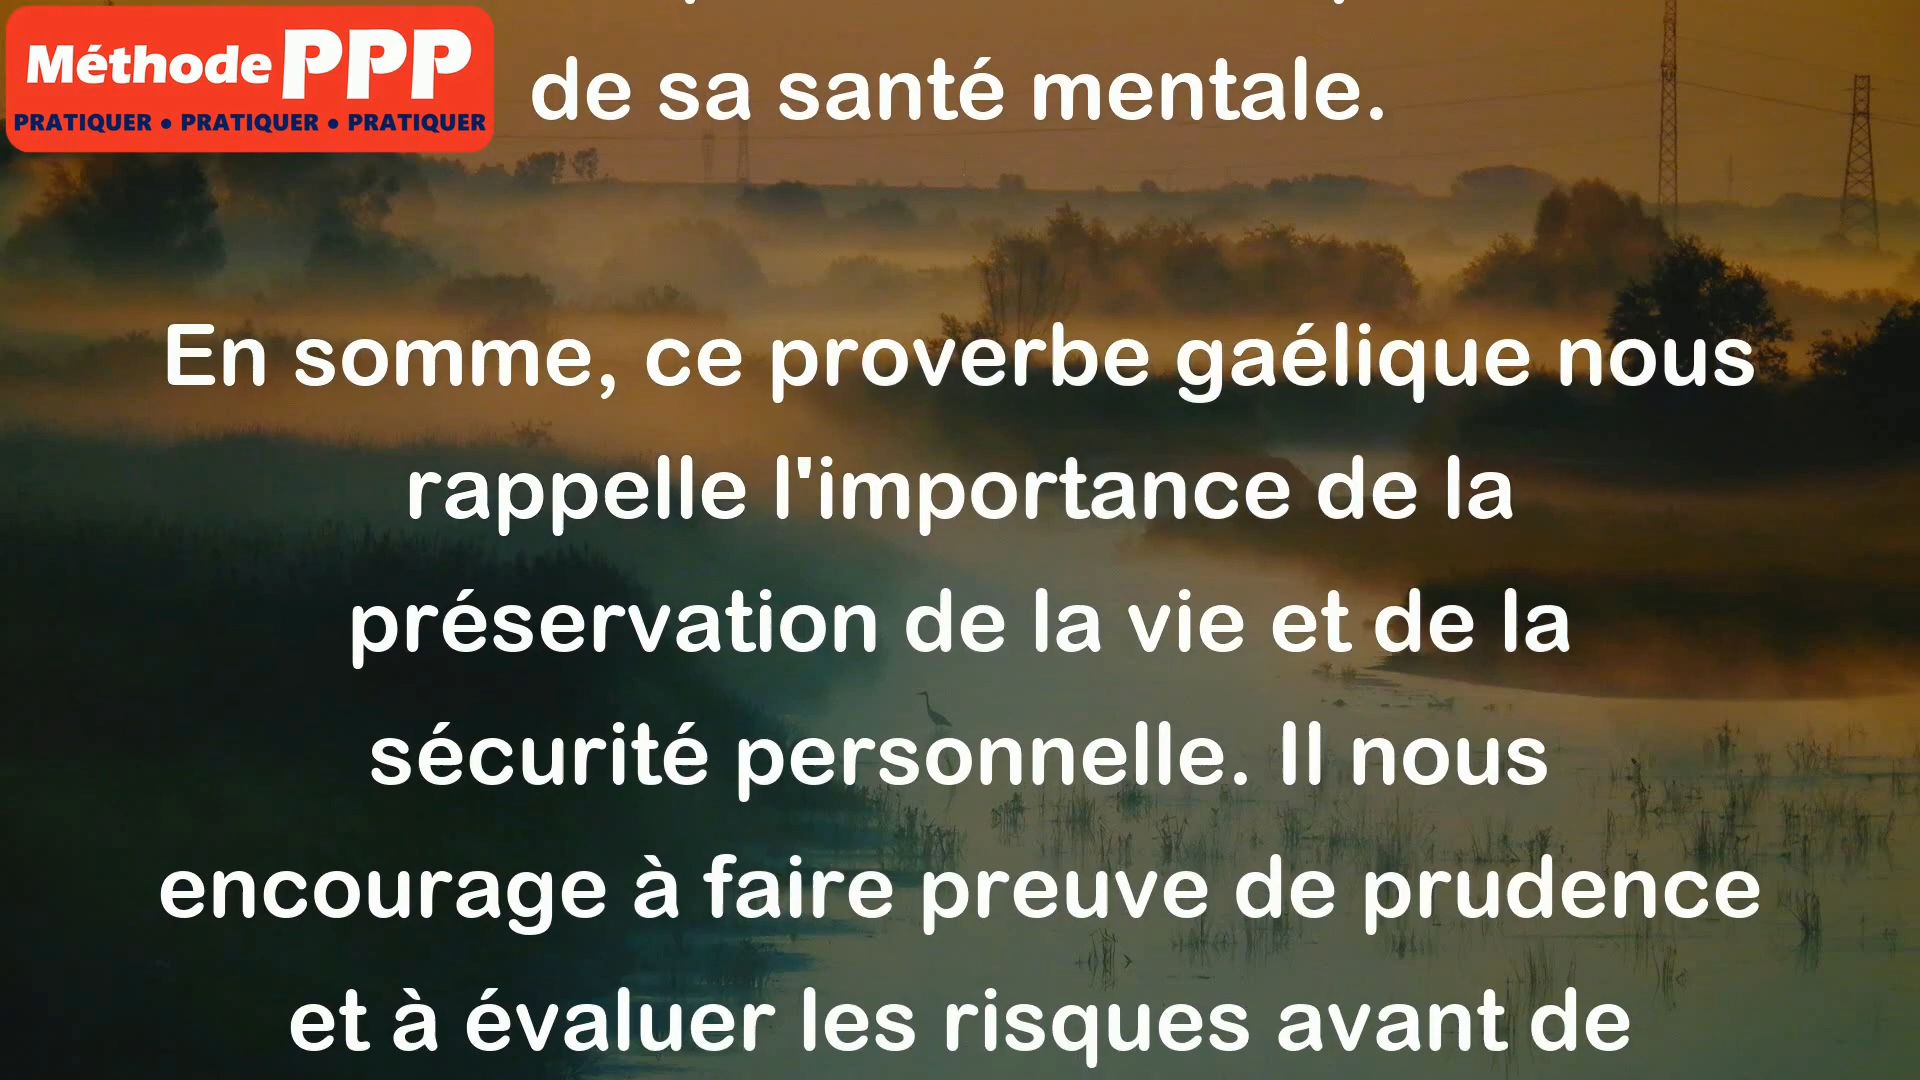 Méthode PPP
PRATIQUER • PRATIQUER • PRATIQUER
de sa santé mentale.
En somme, ce proverbe gaélique nous
rappelle l'importance de la
préservation de la vie et de la
sécurité personnelle. Il nous
encourage à faire preuve de prudence
et à évaluer les risques avant de